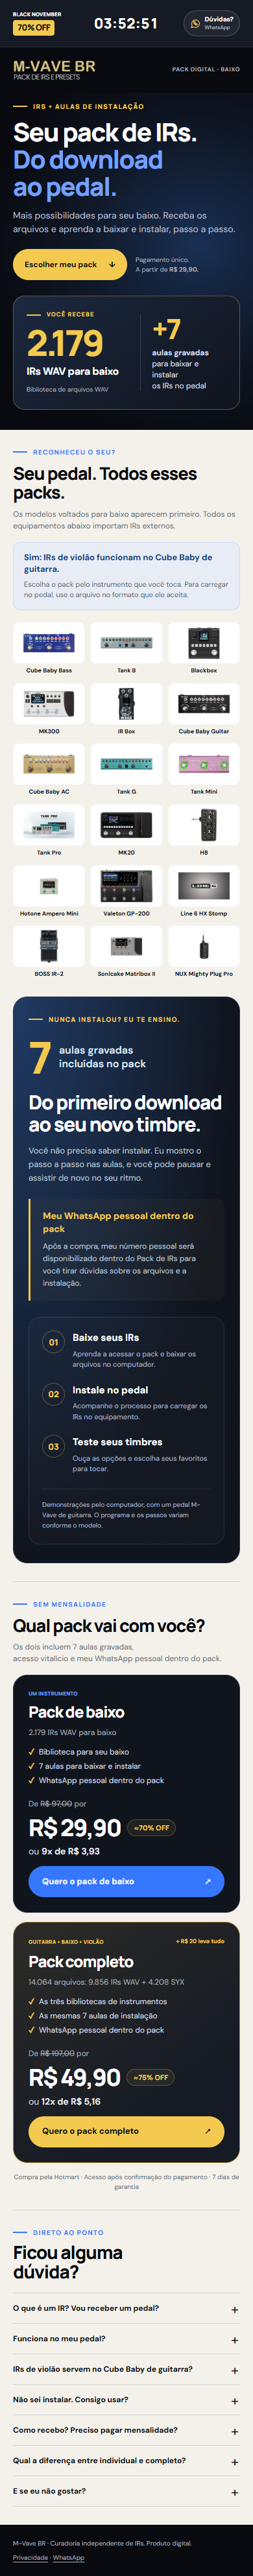 BLACK NOVEMBER
70% OFF
03:52:51
Dúvidas?
WhatsApp
M-VAVE BR
PACK DE IRS E PRESETS
PACK DIGITAL · BAIXO
IRS + AULAS DE INSTALAÇÃO
Seu pack de IRs.
Do download
ao pedal.
Mais possibilidades para seu baixo. Receba os
arquivos e aprenda a baixar e instalar, passo a passo.
Escolher meu pack ↓
Pagamento único.
A partir de R$ 29,90.
VOCÊ RECEBE
2.179
IRs WAV para baixo
Biblioteca de arquivos WAV
+7
aulas gravadas
para baixar e
instalar
os IRs no pedal
RECONHECEU O SEU?
Seu pedal. Todos esses
packs.
Os modelos voltados para baixo aparecem primeiro. Todos os
equipamentos abaixo importam IRs externos.
Sim: IRs de violão funcionam no Cube Baby de
guitarra.
Escolha o pack pelo instrumento que você toca. Para carregar
no pedal, use o arquivo no formato que ele aceita.
Cube Baby Bass
Tank B
Blackbox
MK300
IR Box
Cube Baby Guitar
Cube Baby AC
Tank G
Tank Mini
Tank Pro
MK20
H8
Hotone Ampero Mini
Valeton GP-200
LINE 6
Line 6 HX Stomp
BOSS IR-2
Sonicake Matribox II
NUX Mighty Plug Pro
NUNCA INSTALOU? EU TE ENSINO.
7
aulas gravadas
incluídas no pack
Do primeiro download
ao seu novo timbre.
Você não precisa saber instalar. Eu mostro o
passo a passo nas aulas, e você pode pausar e
assistir de novo no seu ritmo.
Meu WhatsApp pessoal dentro do
pack
Após a compra, meu número pessoal será
disponibilizado dentro do Pack de IRs para
você tirar dúvidas sobre os arquivos e a
instalação.
01
Baixe seus IRs
Aprenda a acessar o pack e baixar os
arquivos no computador.
02
Instale no pedal
Acompanhe o processo para carregar os
IRs no equipamento.
03
Teste seus timbres
Ouça as opções e escolha seus favoritos
para tocar.
Demonstrações pelo computador, com um pedal M-
Vave de guitarra. O programa e os passos variam
conforme o modelo.
SEM MENSALIDADE
Qual pack vai com você?
Os dois incluem 7 aulas gravadas,
acesso vitalício e meu WhatsApp pessoal dentro do pack.
UM INSTRUMENTO
Pack de baixo
2.179 IRs WAV para baixo
✓ Biblioteca para seu baixo
✓ 7 aulas para baixar e instalar
✓ WhatsApp pessoal dentro do pack
De R$ 97,00 por
R$ 29,90 ≈70% OFF
ou 9x de R$ 3,93
Quero o pack de baixo ↗
GUITARRA + BAIXO + VIOLÃO
+ R$ 20 leva tudo
Pack completo
14.064 arquivos: 9.856 IRs WAV + 4.208 SYX
✓ As três bibliotecas de instrumentos
✓ As mesmas 7 aulas de instalação
✓ WhatsApp pessoal dentro do pack
De R$ 197,00 por
R$ 49,90 ≈75% OFF
ou 12x de R$ 5,16
Quero o pack completo ↗
Compra pela Hotmart · Acesso após confirmação do pagamento · 7 dias de
garantia
DIRETO AO PONTO
Ficou alguma
dúvida?
O que é um IR? Vou receber um pedal? +
Funciona no meu pedal? +
IRs de violão servem no Cube Baby de guitarra? +
Não sei instalar. Consigo usar? +
Como recebo? Preciso pagar mensalidade? +
Qual a diferença entre individual e completo? +
E se eu não gostar? +
M-Vave BR · Curadoria independente de IRs. Produto digital.
Privacidade · WhatsApp